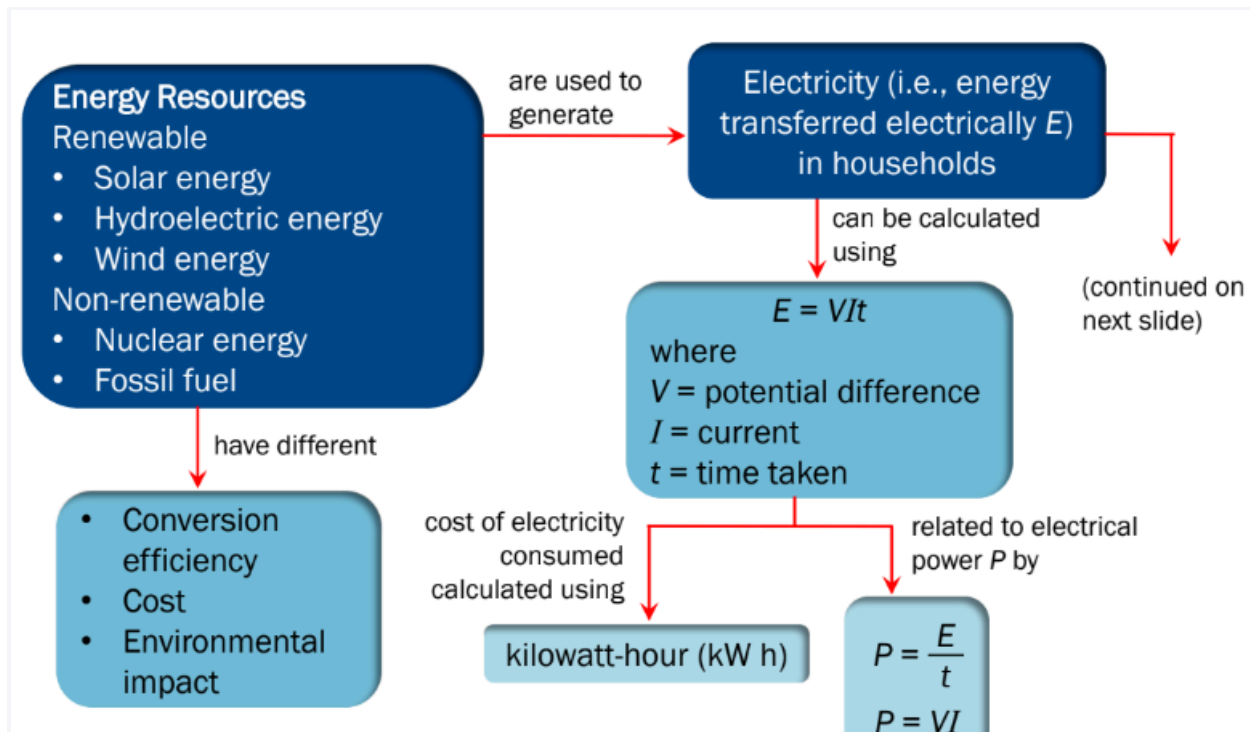 Energy Resources
Renewable
• Solar energy
• Hydroelectric energy
• Wind energy
Non-renewable
• Nuclear energy
• Fossil fuel
are used to
generate
Electricity (i.e., energy
transferred electrically E)
in households
can be calculated
using
(continued on
next slide)
E = VIt
where
V = potential difference
I = current
t = time taken
have different
• Conversion
efficiency
• Cost
• Environmental
impact
cost of electricity
consumed
calculated using
kilowatt-hour (kW h)
related to electrical
power P by
P = E/t
P = VI